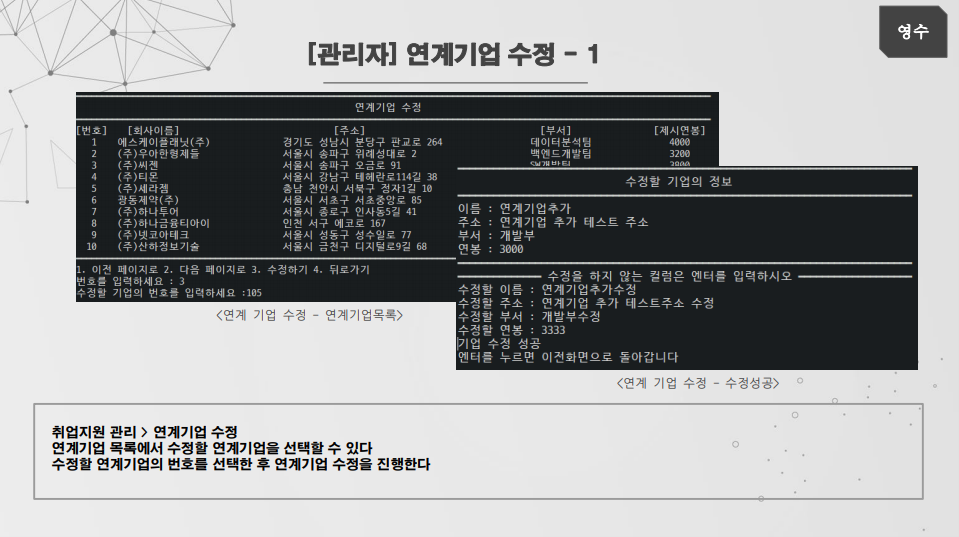 영수
[관리자] 연계기업 수정 - 1
연계기업 수정
[번호] [회사이름] [주소] [부서] [제시연봉]
1 에스케이플래닛(주) 경기도 성남시 분당구 판교로 264 데이터분석팀 4000
2 (주)우아한형제들 서울시 송파구 위례성대로 2 백엔드개발팀 3200
3 (주)씨젠 서울시 송파구 오금로 91 SW개발팀 3800
4 (주)티몬 서울시 강남구 테헤란로114길 38
5 (주)세라젬 충남 천안시 서북구 정자1길 10
6 광동제약(주) 서울시 서초구 서초중앙로 85
7 (주)하나투어 서울시 종로구 인사동5길 41
8 (주)하나금융티아이 인천 서구 에코로 167
9 (주)넷코아테크 서울시 성동구 성수일로 77
10 (주)산하정보기술 서울시 금천구 디지털로9길 68
1. 이전 페이지로 2. 다음 페이지로 3. 수정하기 4. 뒤로가기
번호를 입력하세요 : 3
수정할 기업의 번호를 입력하세요 :105
<연계 기업 수정 - 연계기업목록>
수정할 기업의 정보
이름 : 연계기업추가
주소 : 연계기업 추가 테스트 주소
부서 : 개발부
연봉 : 3000
수정을 하지 않는 컬럼은 엔터를 입력하시오
수정할 이름 : 연계기업추가수정
수정할 주소 : 연계기업 추가 테스트주소 수정
수정할 부서 : 개발부수정
수정할 연봉 : 3333
기업 수정 성공
엔터를 누르면 이전화면으로 돌아갑니다
<연계 기업 수정 - 수정성공>
취업지원 관리 > 연계기업 수정
연계기업 목록에서 수정할 연계기업을 선택할 수 있다
수정할 연계기업의 번호를 선택한 후 연계기업 수정을 진행한다